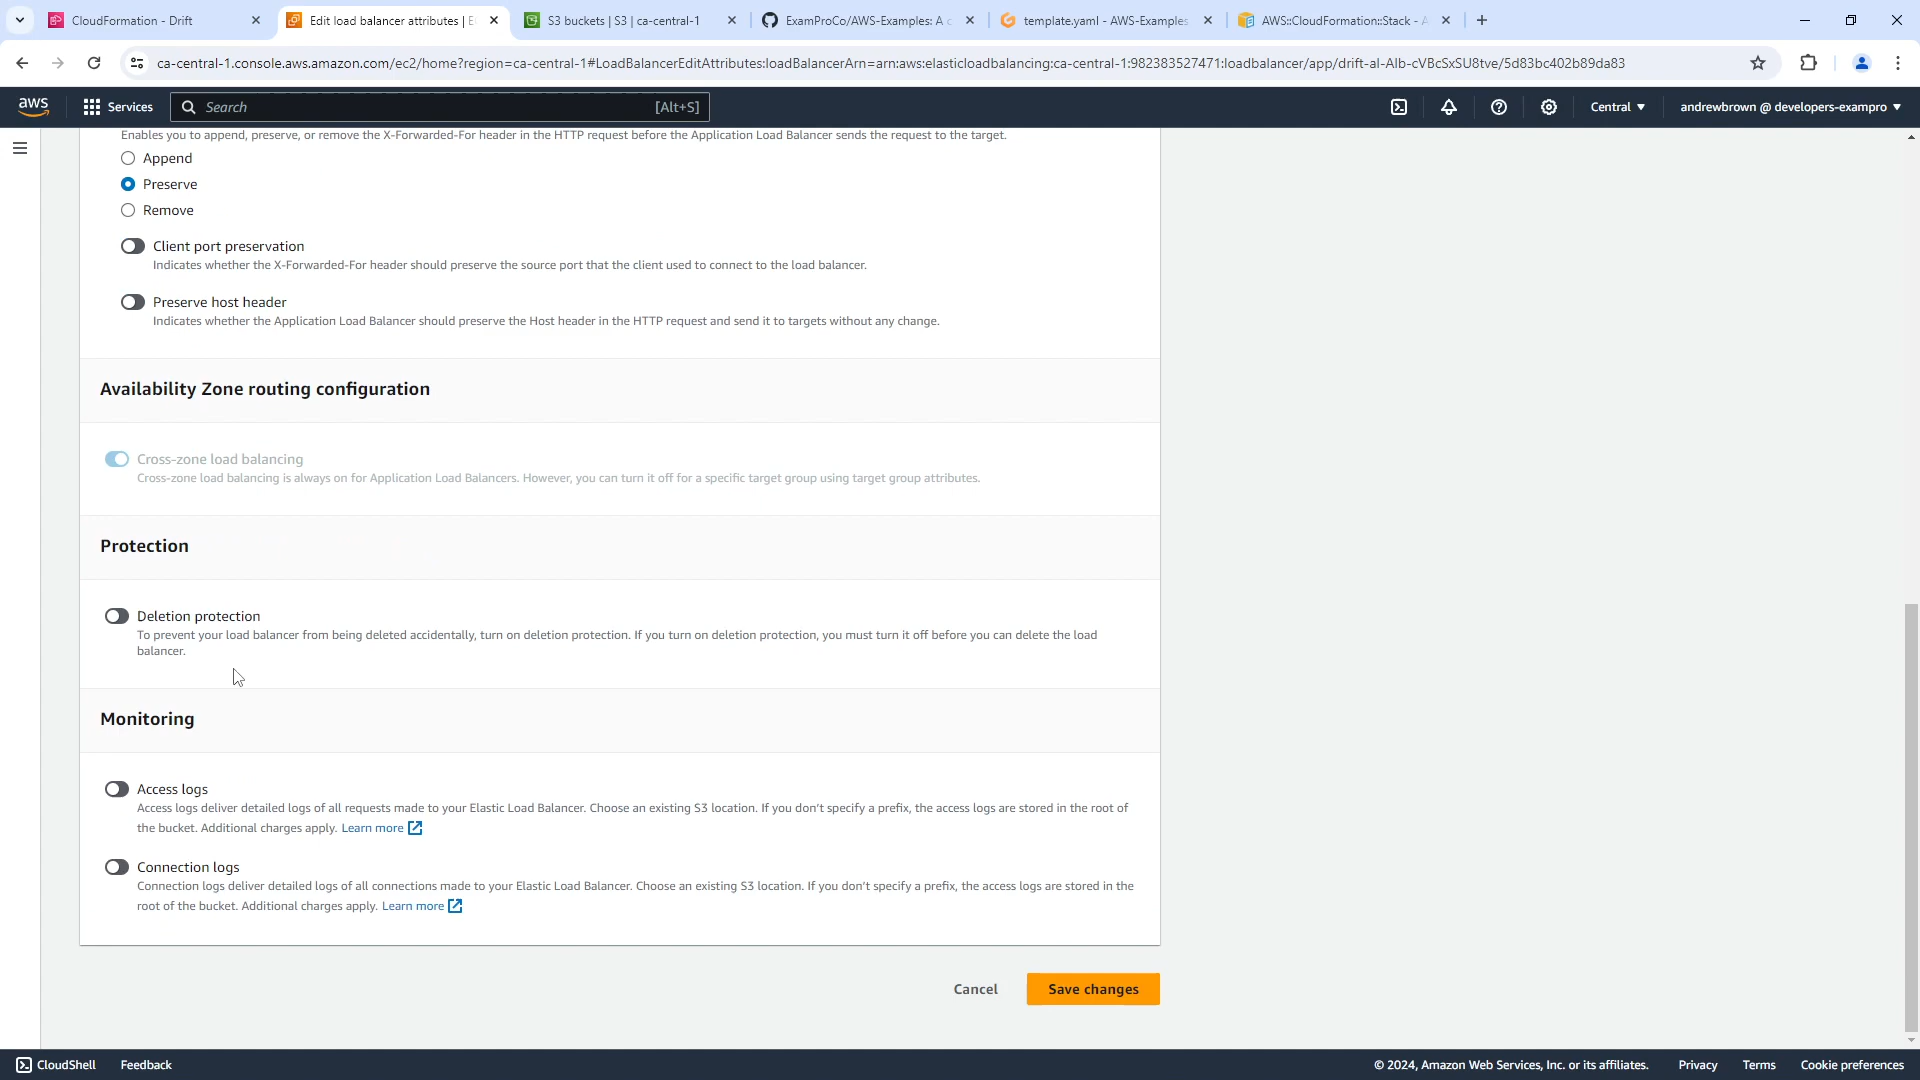 CloudFormation - Drift
Edit load balancer attributes | E
S3 buckets | S3 | ca-central-1
ExamProCo/AWS-Examples: A c
template.yaml - AWS-Examples
AWS::CloudFormation::Stack - A
ca-central-1.console.aws.amazon.com/ec2/home?region=ca-central-1#LoadBalancerEditAttributes:loadBalancerArn=arn:aws:elasticloadbalancing:ca-central-1:982383527471:loadbalancer/app/drift-al-Alb-cVBcSxSU8tve/5d83bc402b89da83
aws
Services
Search
[Alt+S]
Central
andrewbrown @ developers-exampro
Enables you to append, preserve, or remove the X-Forwarded-For header in the HTTP request before the Application Load Balancer sends the request to the target.
Append
Preserve
Remove
Client port preservation
Indicates whether the X-Forwarded-For header should preserve the source port that the client used to connect to the load balancer.
Preserve host header
Indicates whether the Application Load Balancer should preserve the Host header in the HTTP request and send it to targets without any change.
Availability Zone routing configuration
Cross-zone load balancing
Cross-zone load balancing is always on for Application Load Balancers. However, you can turn it off for a specific target group using target group attributes.
Protection
Deletion protection
To prevent your load balancer from being deleted accidentally, turn on deletion protection. If you turn on deletion protection, you must turn it off before you can delete the load
balancer.
Monitoring
Access logs
Access logs deliver detailed logs of all requests made to your Elastic Load Balancer. Choose an existing S3 location. If you don't specify a prefix, the access logs are stored in the root of
the bucket. Additional charges apply. Learn more
Connection logs
Connection logs deliver detailed logs of all connections made to your Elastic Load Balancer. Choose an existing S3 location. If you don't specify a prefix, the access logs are stored in the
root of the bucket. Additional charges apply. Learn more
Cancel
Save changes
CloudShell
Feedback
© 2024, Amazon Web Services, Inc. or its affiliates.
Privacy
Terms
Cookie preferences